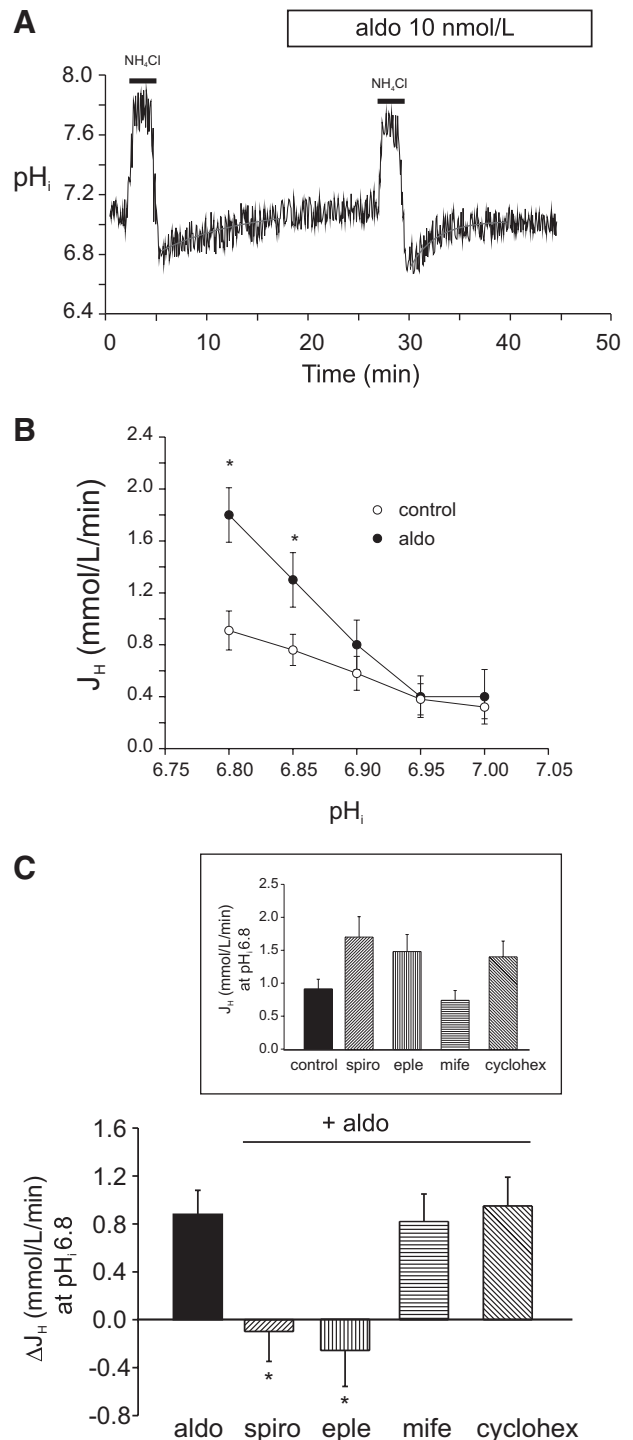 A
aldo 10 nmol/L
NH₄Cl
NH₄Cl
8.0
7.6
7.2
6.8
6.4
pHᵢ
0 10 20 30 40 50
Time (min)
B
2.4
2.0
1.6
1.2
0.8
0.4
0.0
J_H (mmol/L/min)
* *
control
aldo
6.75 6.80 6.85 6.90 6.95 7.00 7.05
pHᵢ
C
2.5
2.0
1.5
1.0
0.5
0.0
J_H (mmol/L/min)
at pHᵢ 6.8
control spiro eple mife cyclohex
+ aldo
1.6
1.2
0.8
0.4
0.0
-0.4
-0.8
ΔJ_H (mmol/L/min)
at pHᵢ 6.8
* *
aldo spiro eple mife cyclohex